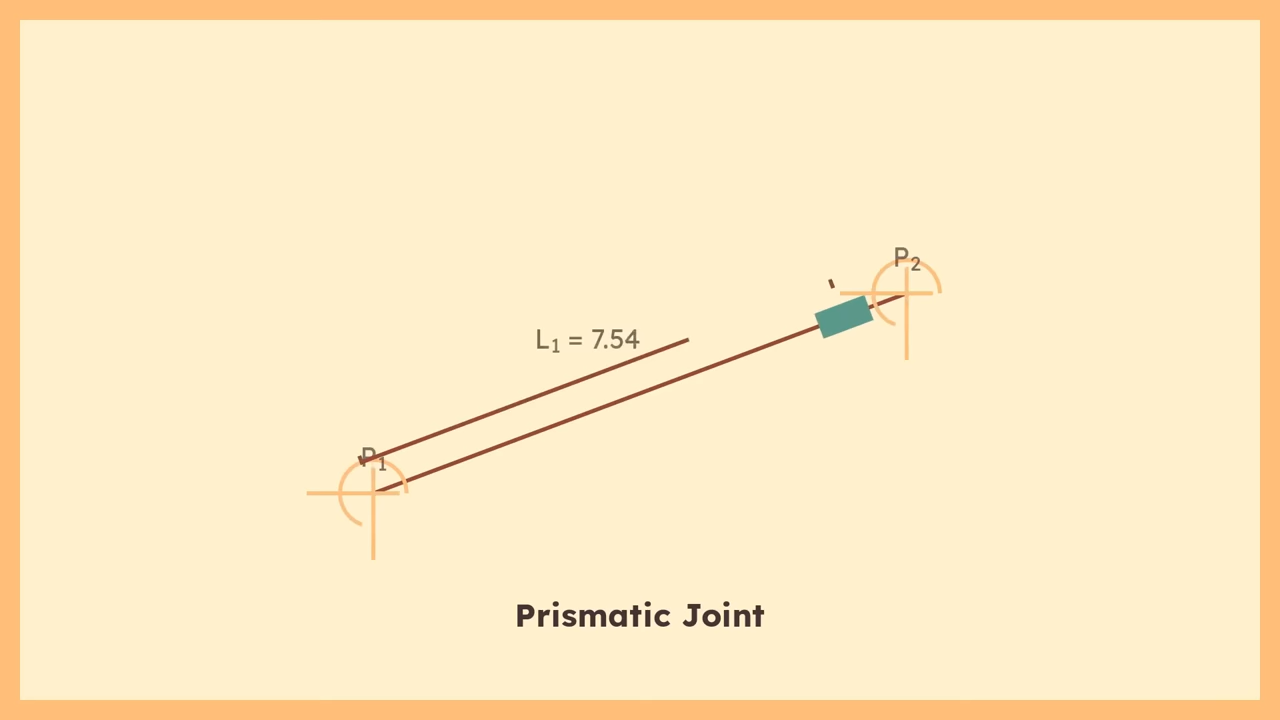 P₂
L₁ = 7.54
P₁
Prismatic Joint